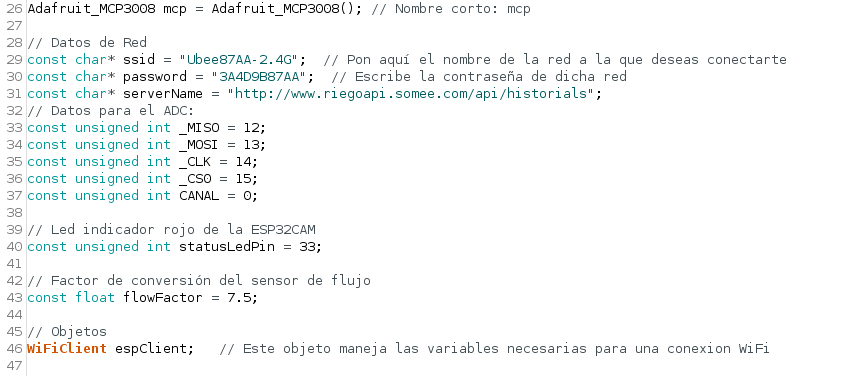 26 Adafruit_MCP3008 mcp = Adafruit_MCP3008(); // Nombre corto: mcp
27
28 // Datos de Red
29 const char* ssid = "Ubee87AA-2.4G";  // Pon aquí el nombre de la red a la que deseas conectarte
30 const char* password = "3A4D9B87AA";  // Escribe la contraseña de dicha red
31 const char* serverName = "http://www.riegoapi.somee.com/api/historials";
32 // Datos para el ADC:
33 const unsigned int _MISO = 12;
34 const unsigned int _MOSI = 13;
35 const unsigned int _CLK = 14;
36 const unsigned int _CS0 = 15;
37 const unsigned int CANAL = 0;
38
39 // Led indicador rojo de la ESP32CAM
40 const unsigned int statusLedPin = 33;
41
42 // Factor de conversión del sensor de flujo
43 const float flowFactor = 7.5;
44
45 // Objetos
46 WiFiClient espClient;   // Este objeto maneja las variables necesarias para una conexion WiFi
47